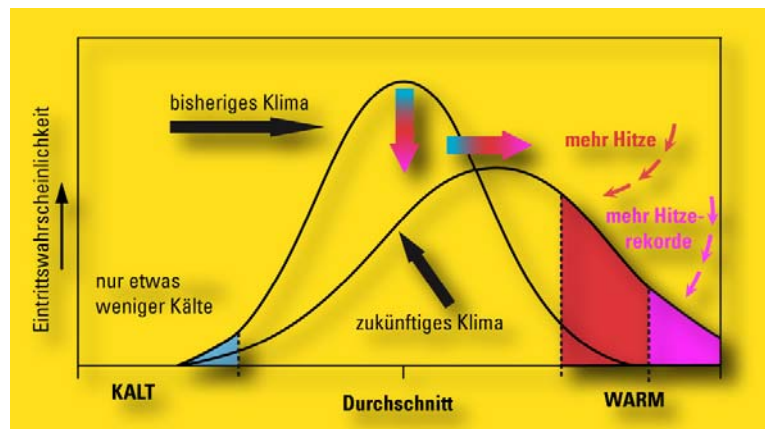 bisheriges Klima
mehr Hitze
mehr Hitze-
rekorde
Eintrittswahrscheinlichkeit
nur etwas
weniger Kälte
zukünftiges Klima
KALT
Durchschnitt
WARM